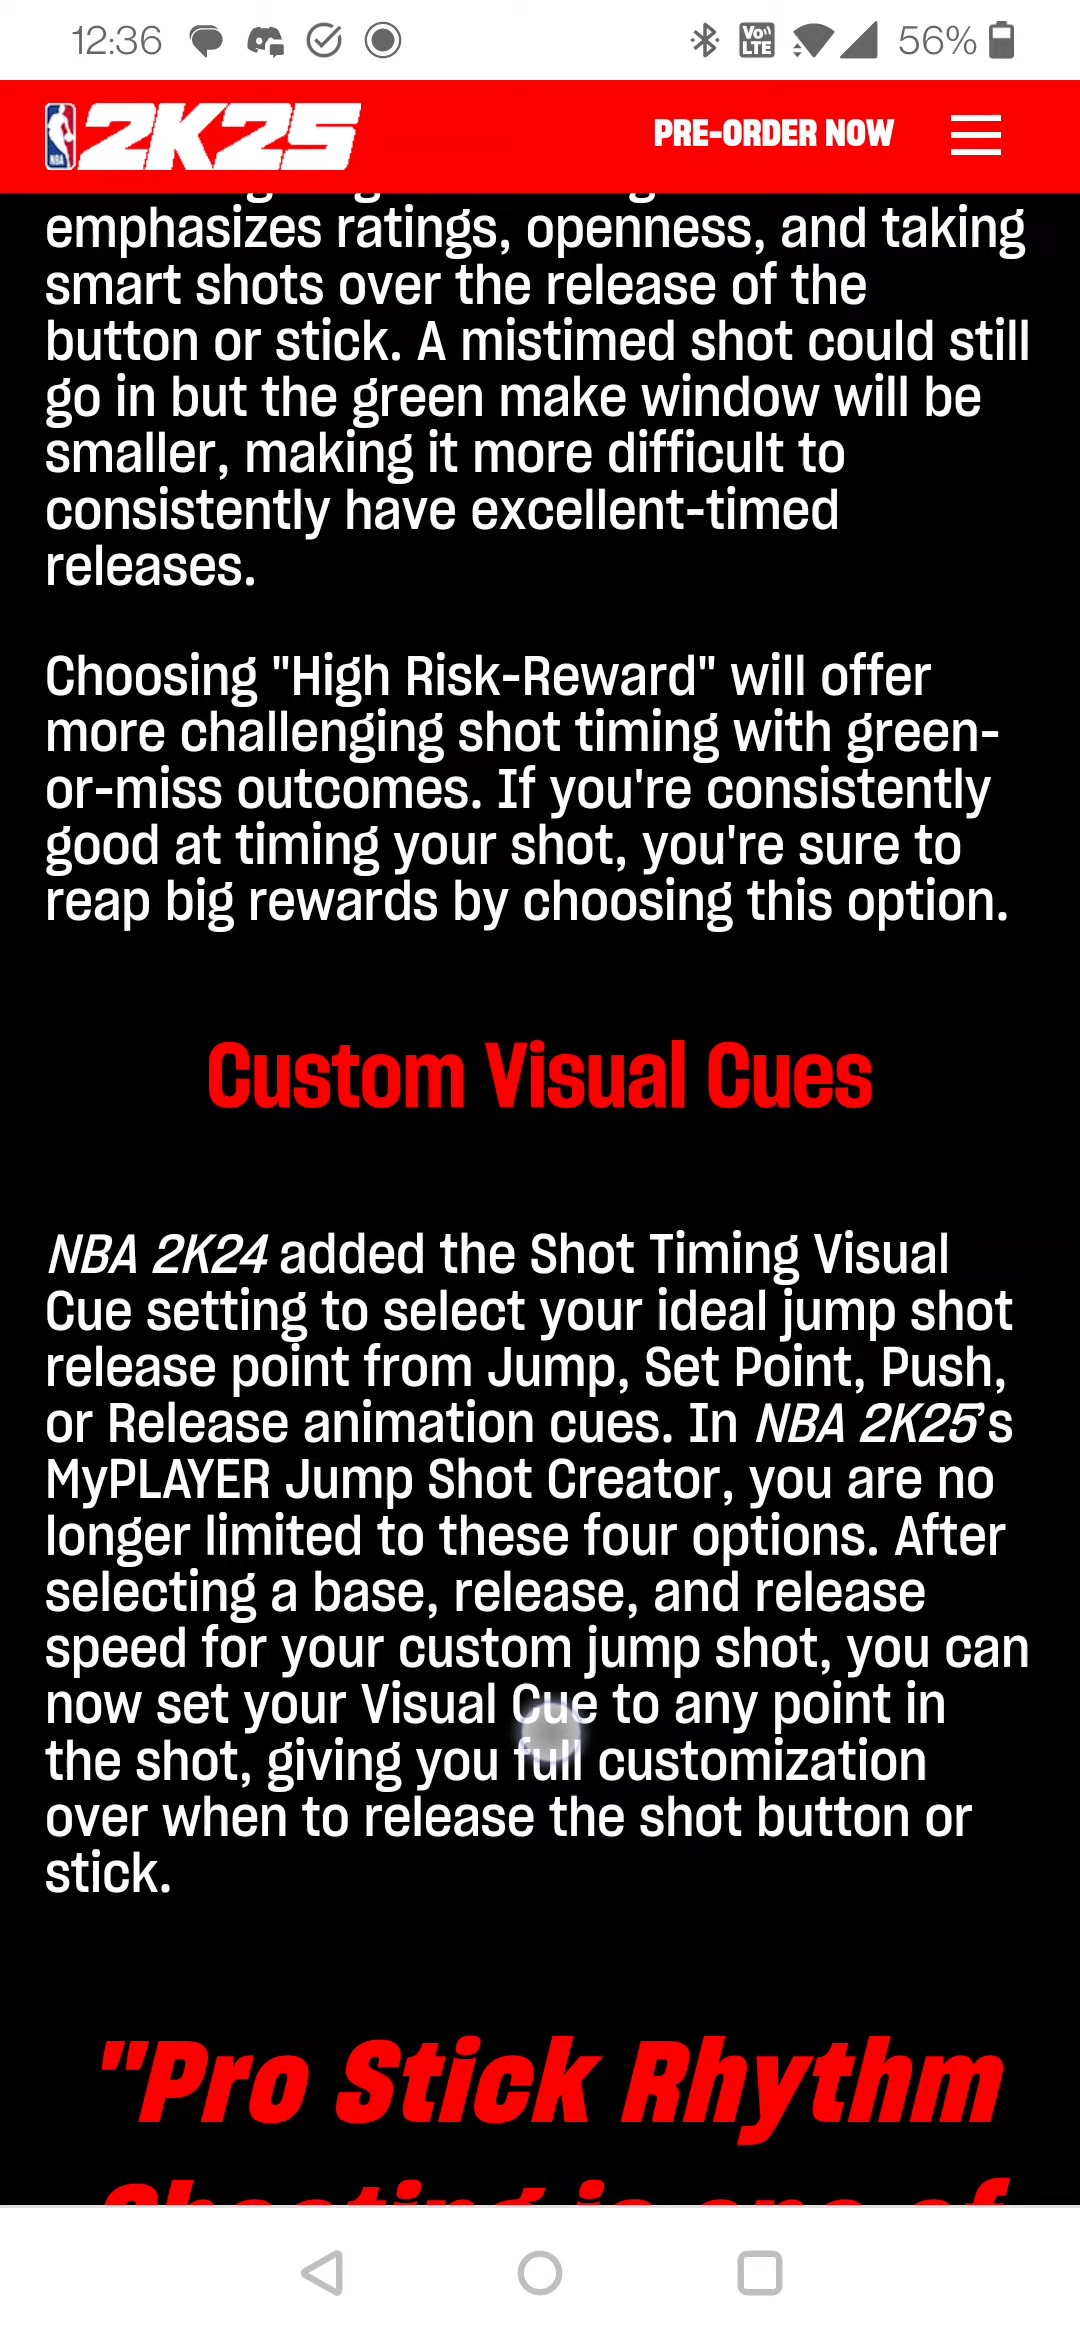 12:36
Vo)) LTE
56%
NBA
2K25
PRE-ORDER NOW
emphasizes ratings, openness, and taking
smart shots over the release of the
button or stick. A mistimed shot could still
go in but the green make window will be
smaller, making it more difficult to
consistently have excellent-timed
releases.
Choosing "High Risk-Reward" will offer
more challenging shot timing with green-
or-miss outcomes. If you're consistently
good at timing your shot, you're sure to
reap big rewards by choosing this option.
Custom Visual Cues
NBA 2K24 added the Shot Timing Visual
Cue setting to select your ideal jump shot
release point from Jump, Set Point, Push,
or Release animation cues. In NBA 2K25's
MyPLAYER Jump Shot Creator, you are no
longer limited to these four options. After
selecting a base, release, and release
speed for your custom jump shot, you can
now set your Visual Cue to any point in
the shot, giving you full customization
over when to release the shot button or
stick.
"Pro Stick Rhythm
Shooting is one of